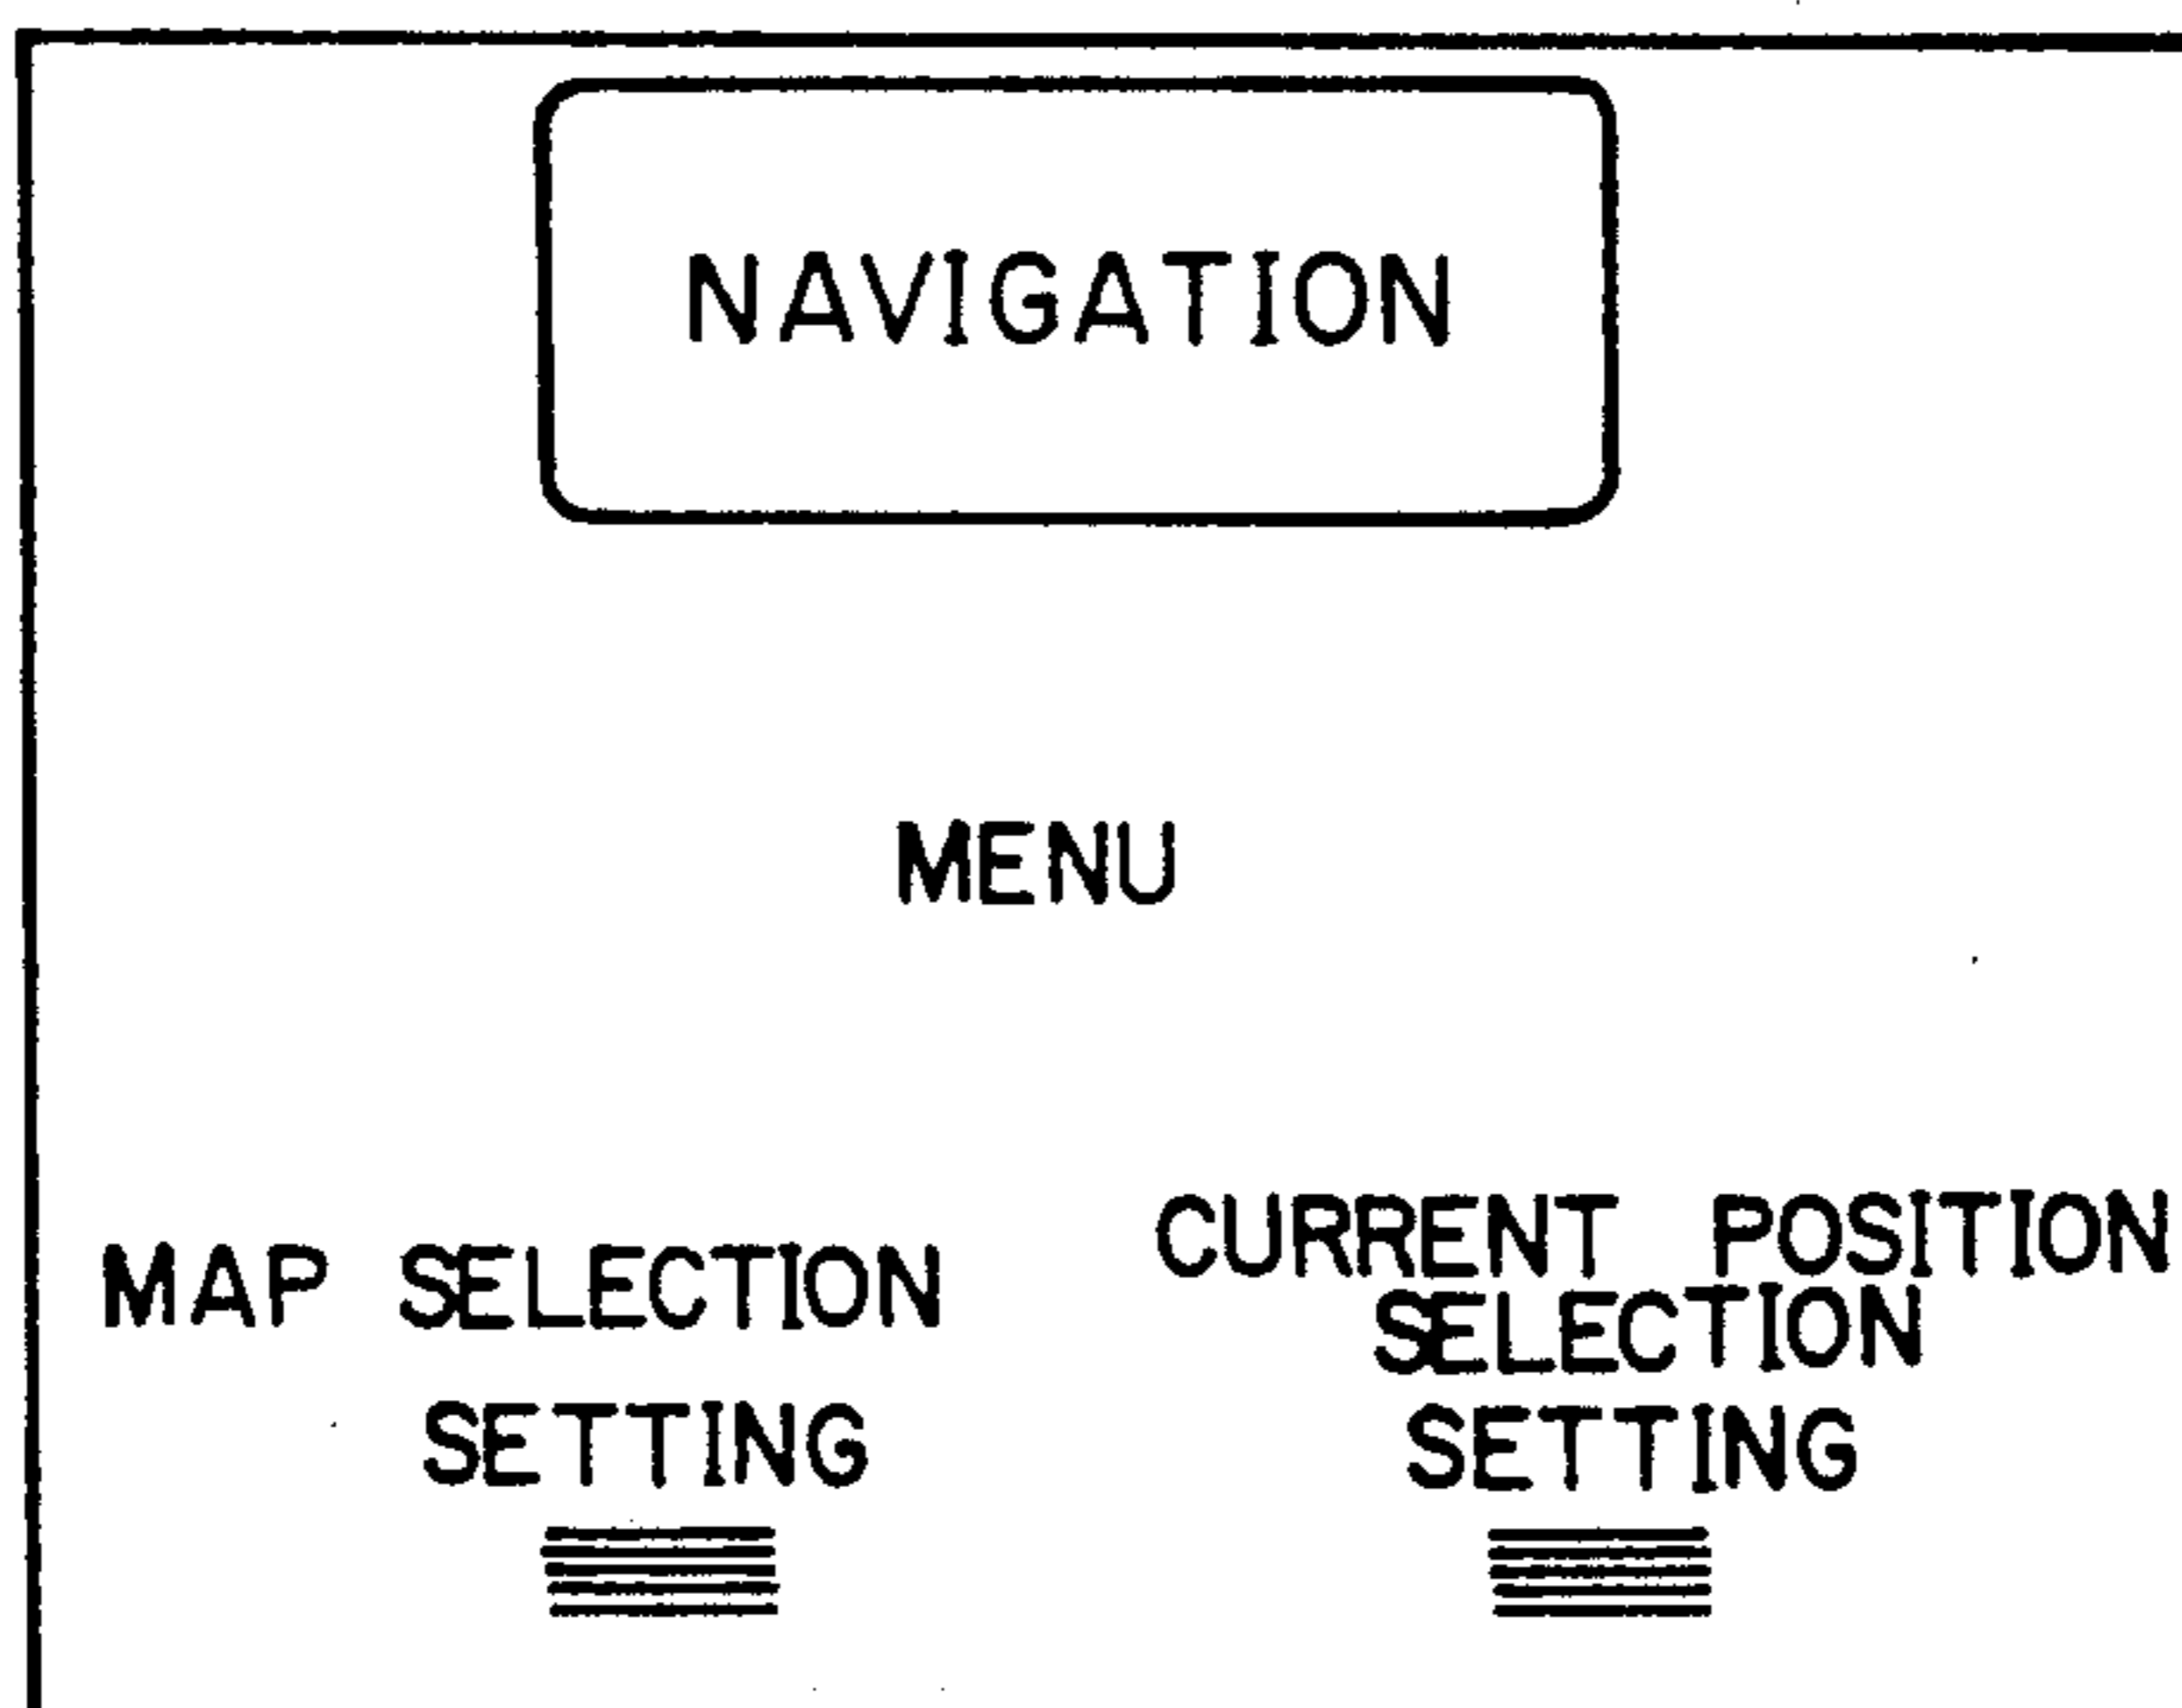 NAVIGATION
MENU
MAP SELECTION
SETTING
CURRENT POSITION
SELECTION
SETTING